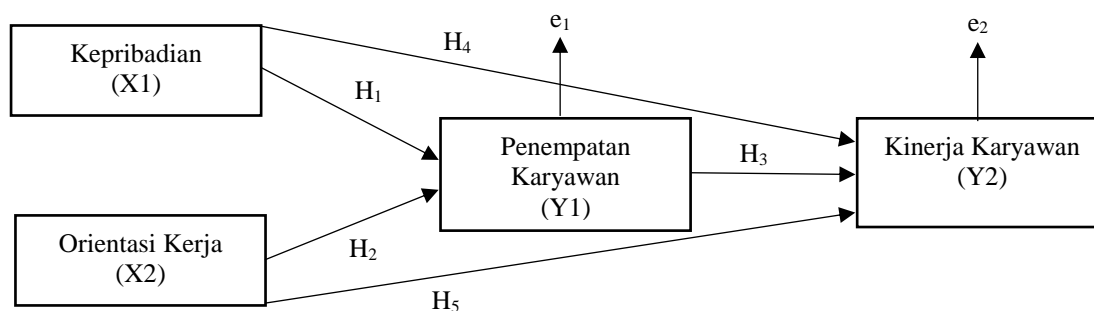 e₁
e₂
Kepribadian
(X1)
H₄
H₁
Penempatan
Karyawan
(Y1)
H₃
Kinerja Karyawan
(Y2)
Orientasi Kerja
(X2)
H₂
H₅